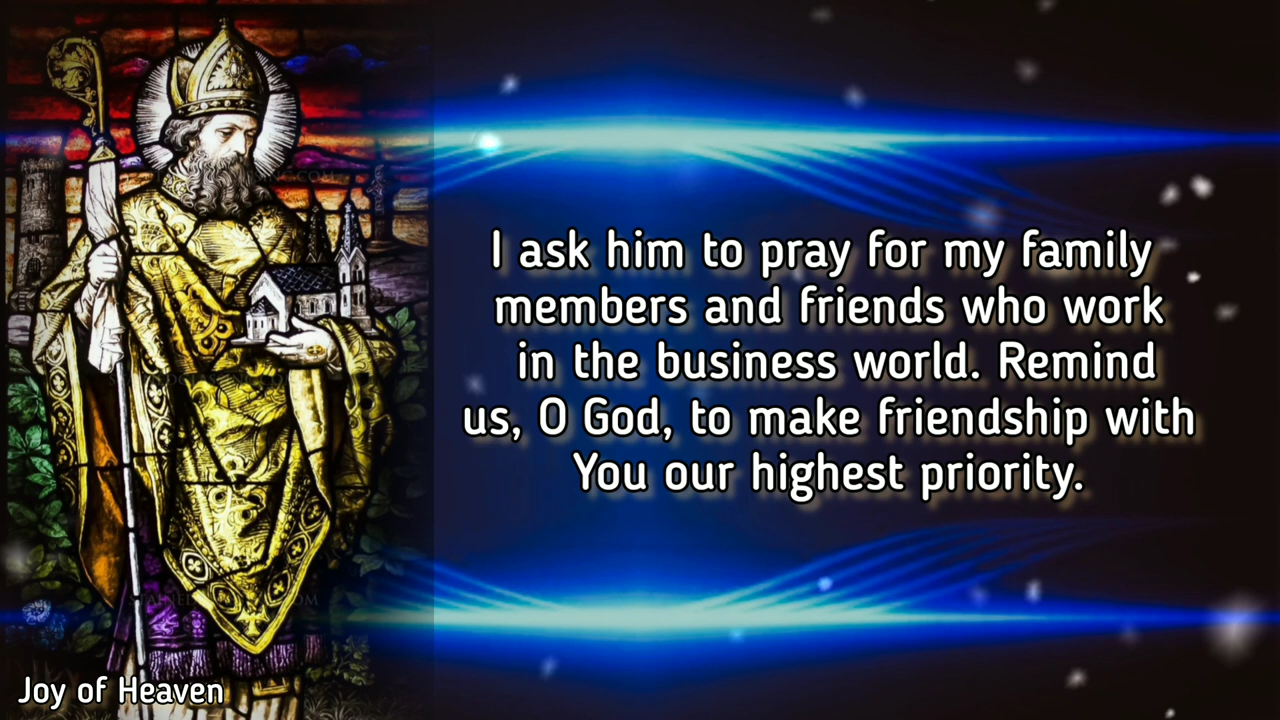 I ask him to pray for my family
members and friends who work
in the business world. Remind
us, O God, to make friendship with
You our highest priority.
Joy of Heaven